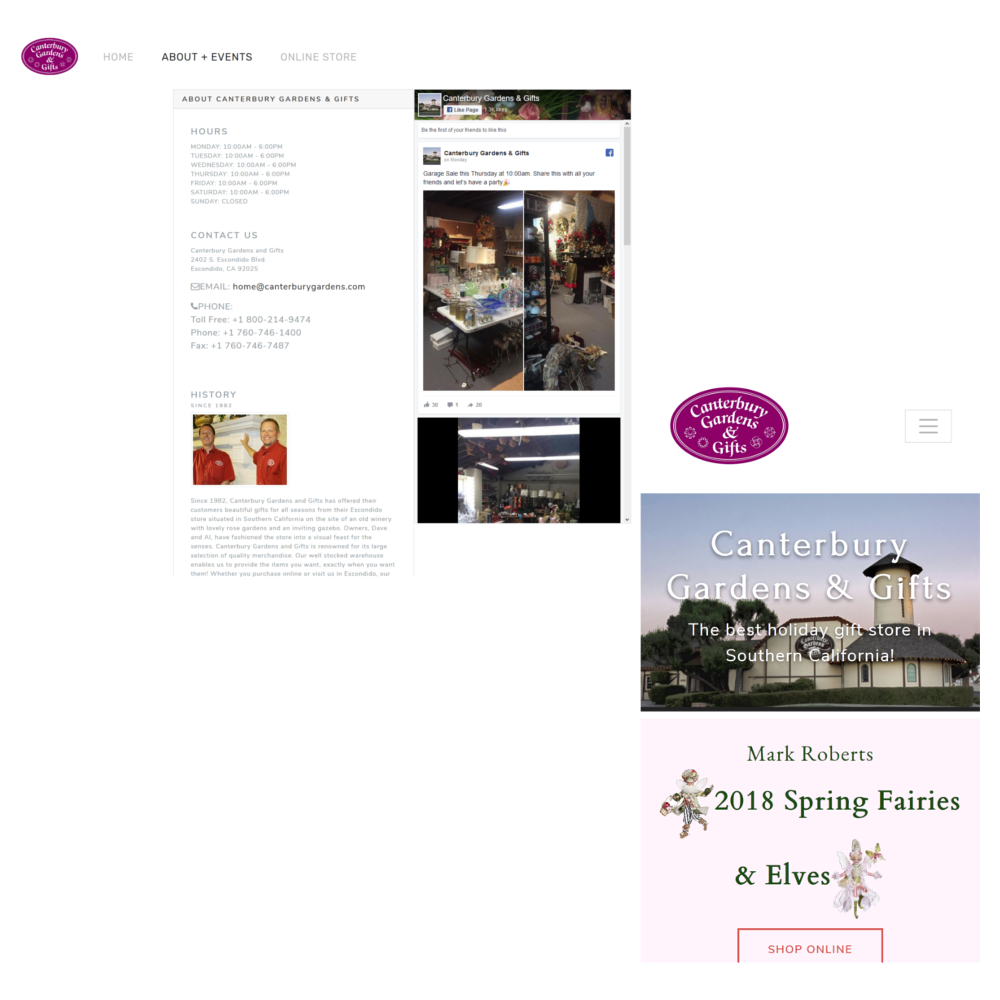 Canterbury
Gardens
&
Gifts
HOME
ABOUT + EVENTS
ONLINE STORE
ABOUT CANTERBURY GARDENS & GIFTS
HOURS
MONDAY: 10:00AM - 6:00PM
TUESDAY: 10:00AM - 6:00PM
WEDNESDAY: 10:00AM - 6:00PM
THURSDAY: 10:00AM - 6:00PM
FRIDAY: 10:00AM - 6:00PM
SATURDAY: 10:00AM - 6:00PM
SUNDAY: CLOSED
CONTACT US
Canterbury Gardens and Gifts
2402 S. Escondido Blvd.
Escondido, CA 92025
EMAIL: home@canterburygardens.com
PHONE:
Toll Free: +1 800-214-9474
Phone: +1 760-746-1400
Fax: +1 760-746-7487
HISTORY
SINCE 1982
Since 1982, Canterbury Gardens and Gifts has offered their
customers beautiful gifts for all seasons from their Escondido
store situated in Southern California on the site of an old winery
with lovely rose gardens and an inviting gazebo. Owners, Dave
and Al, have fashioned the store into a visual feast for the
senses. Canterbury Gardens and Gifts is renowned for its large
selection of quality merchandise. Our well stocked warehouse
enables us to provide the items you want, exactly when you want
them! Whether you purchase online or visit us in Escondido, our
Canterbury Gardens & Gifts
Like Page
likes
Be the first of your friends to like this
Canterbury Gardens & Gifts
on Monday
Garage Sale this Thursday at 10:00am. Share this with all your
friends and let's have a party🎉
30 1 26
Canterbury
Gardens
&
Gifts
Canterbury
Gardens & Gifts
The best holiday gift store in
Southern California!
Mark Roberts
2018 Spring Fairies
& Elves
SHOP ONLINE